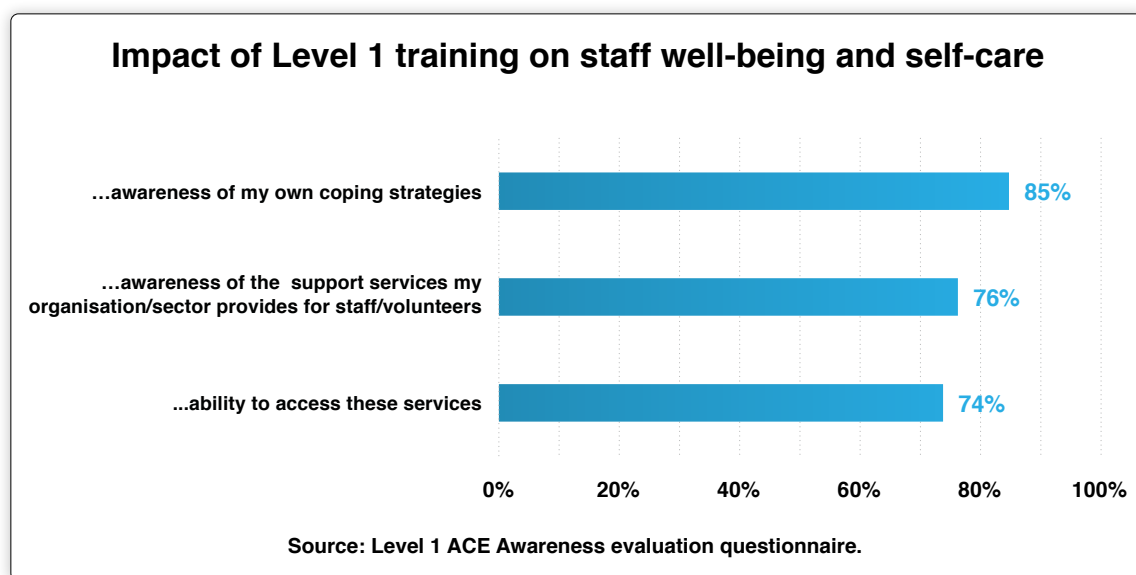 Impact of Level 1 training on staff well-being and self-care
…awareness of my own coping strategies
85%
…awareness of the  support services my
organisation/sector provides for staff/volunteers
76%
...ability to access these services
74%
0% 20% 40% 60% 80% 100%
Source: Level 1 ACE Awareness evaluation questionnaire.